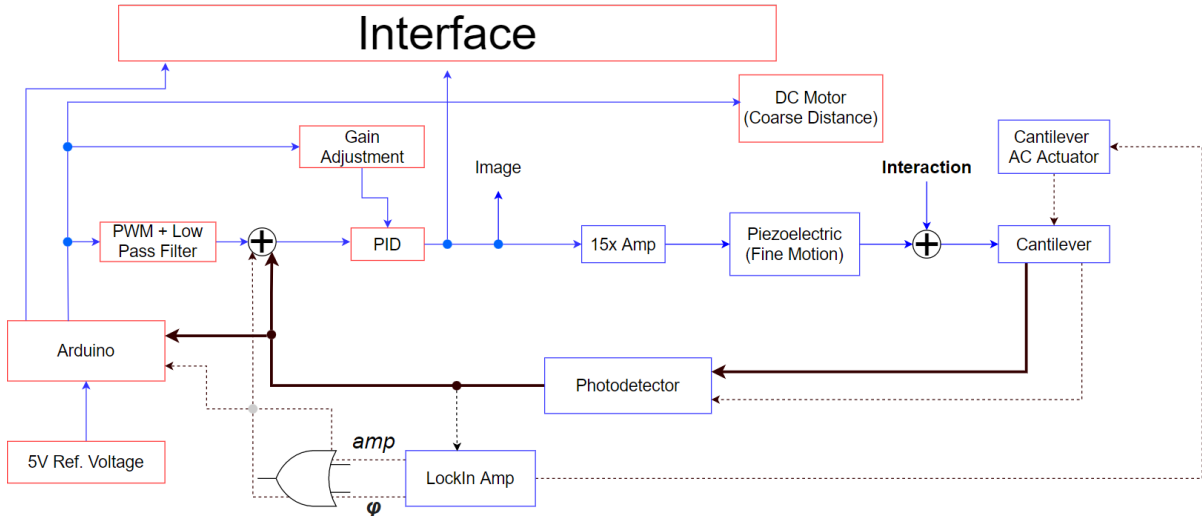 Interface
DC Motor
(Coarse Distance)
Gain
Adjustment
Cantilever
AC Actuator
Image
Interaction
PWM + Low
Pass Filter
PID
15x Amp
Piezoelectric
(Fine Motion)
Cantilever
Arduino
Photodetector
5V Ref. Voltage
amp
LockIn Amp
φ